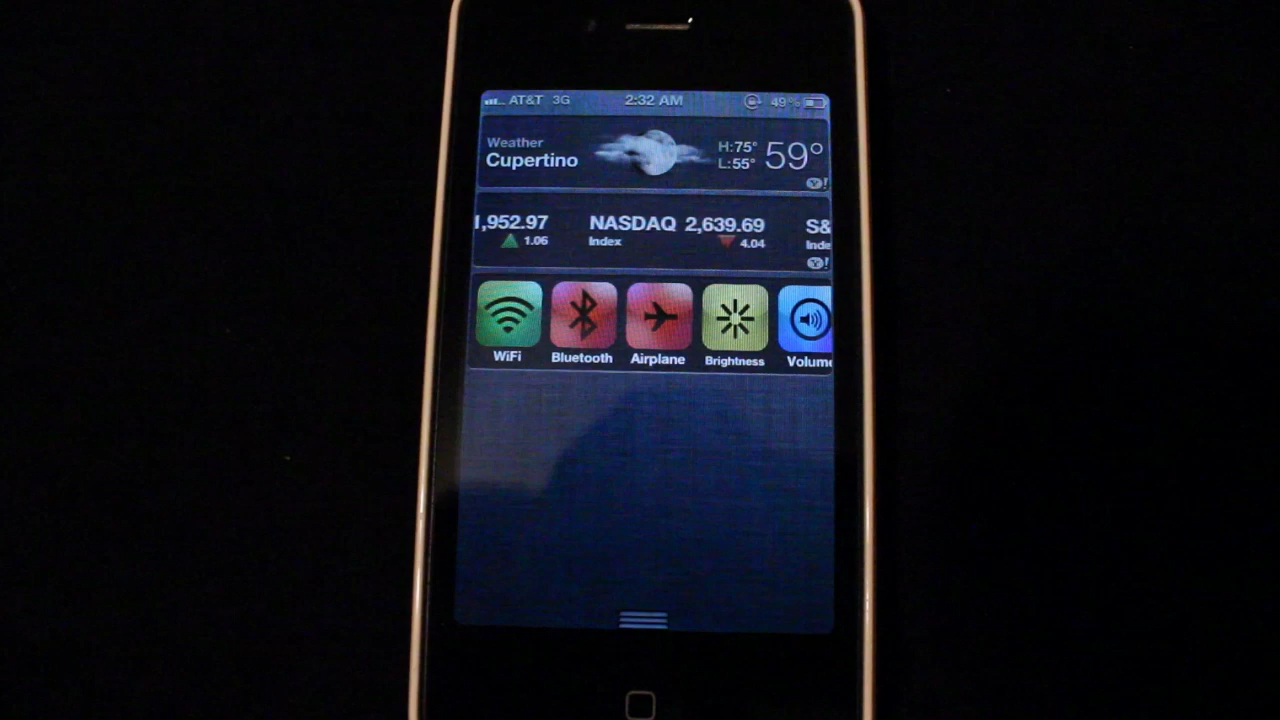 AT&T 3G 2:32 AM 49%
Weather
Cupertino
H:75°
L:55°
59°
Y!
1,952.97 NASDAQ 2,639.69 S&
1.06 Index 4.04 Inde
Y!
WiFi Bluetooth Airplane Brightness Volume